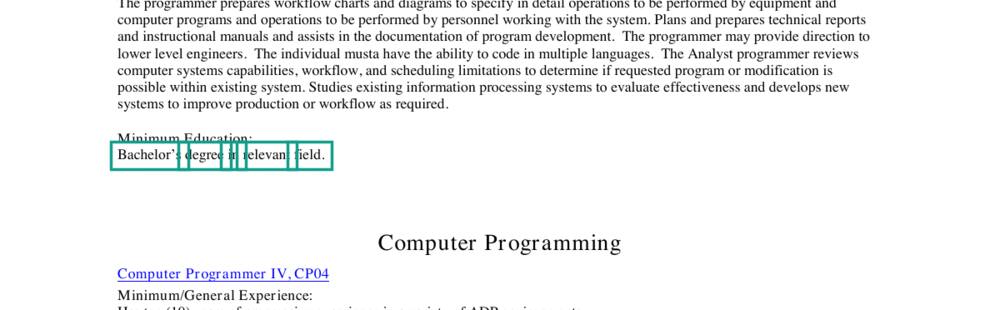 The programmer prepares workflow charts and diagrams to specify in detail operations to be performed by equipment and
computer programs and operations to be performed by personnel working with the system. Plans and prepares technical reports
and instructional manuals and assists in the documentation of program development.  The programmer may provide direction to
lower level engineers.  The individual musta have the ability to code in multiple languages.  The Analyst programmer reviews
computer systems capabilities, workflow, and scheduling limitations to determine if requested program or modification is
possible within existing system. Studies existing information processing systems to evaluate effectiveness and develops new
systems to improve production or workflow as required.
Minimum Education:
Bachelor's degree in relevant field.
Computer Programming
Computer Programmer IV, CP04
Minimum/General Experience: